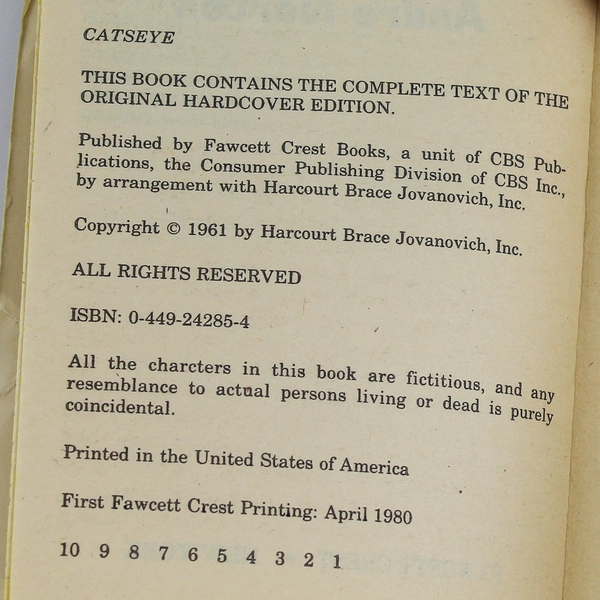 CATSEYE
THIS BOOK CONTAINS THE COMPLETE TEXT OF THE
ORIGINAL HARDCOVER EDITION.
Published by Fawcett Crest Books, a unit of CBS Pub-
lications, the Consumer Publishing Division of CBS Inc.,
by arrangement with Harcourt Brace Jovanovich, Inc.
Copyright © 1961 by Harcourt Brace Jovanovich, Inc.
ALL RIGHTS RESERVED
ISBN: 0-449-24285-4
All the charcters in this book are fictitious, and any
resemblance to actual persons living or dead is purely
coincidental.
Printed in the United States of America
First Fawcett Crest Printing: April 1980
10 9 8 7 6 5 4 3 2 1